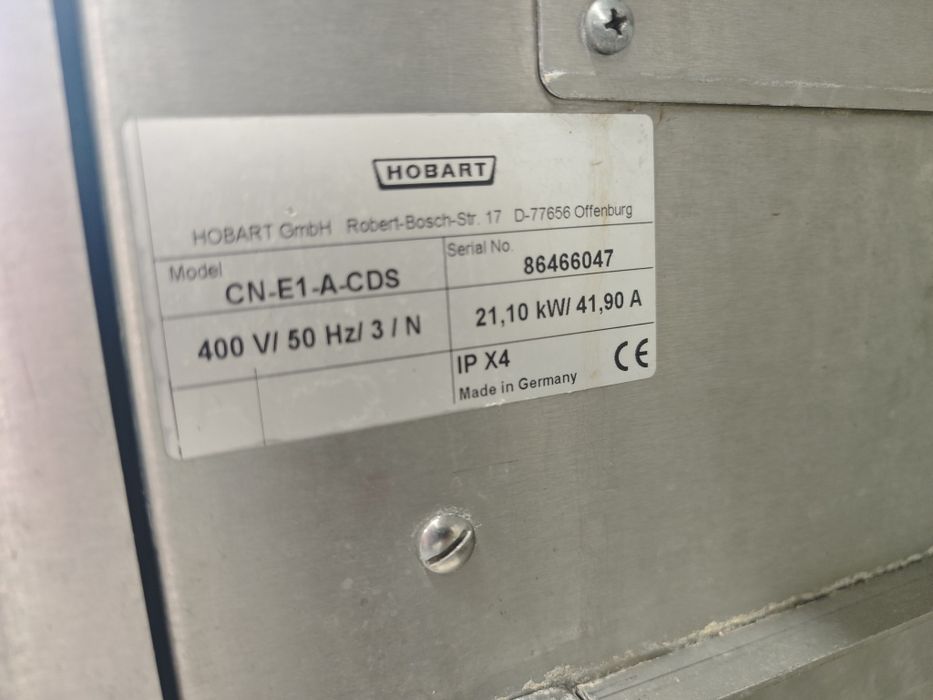 HOBART
HOBART GmbH Robert-Bosch-Str. 17 D-77656 Offenburg
Model
CN-E1-A-CDS
Serial No.
86466047
400 V/ 50 Hz/ 3 / N
21,10 kW/ 41,90 A
IP X4
CE
Made in Germany